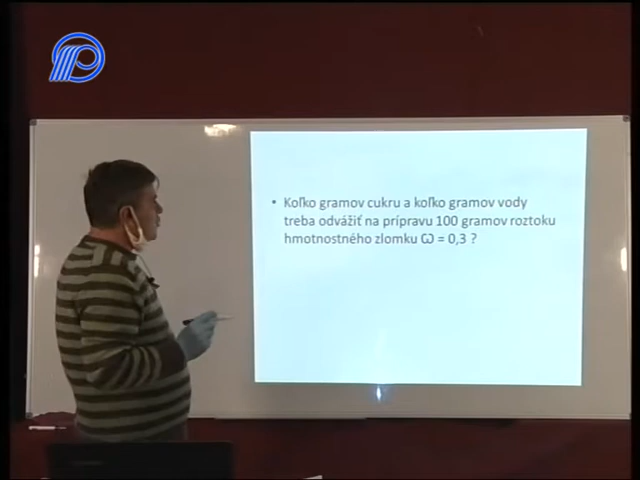 • Koľko gramov cukru a koľko gramov vody
treba odvážiť na prípravu 100 gramov roztoku
hmotnostného zlomku Ѡ = 0,3 ?